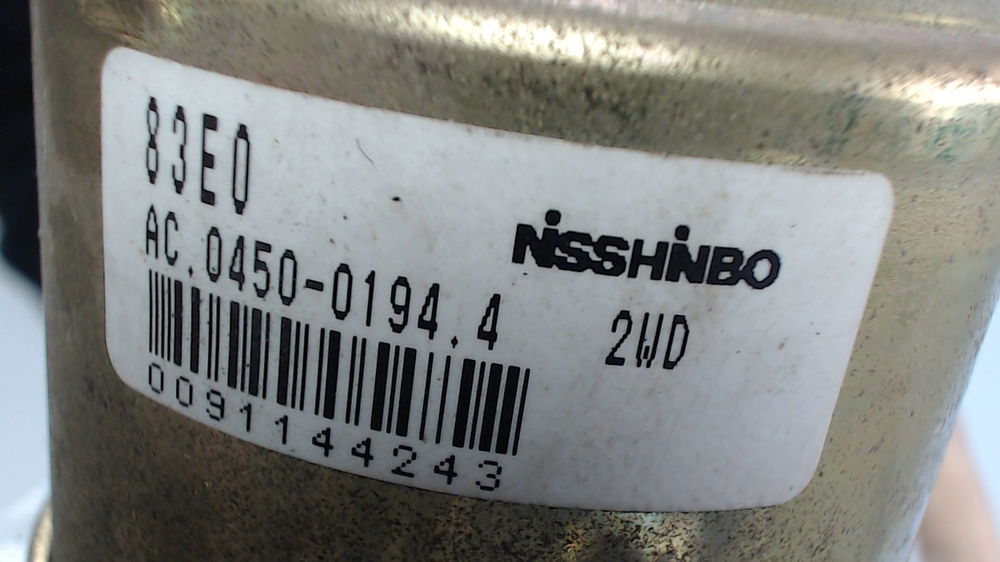 83E0
NISSHINBO
AC.0450-0194.4
2WD
0091144243